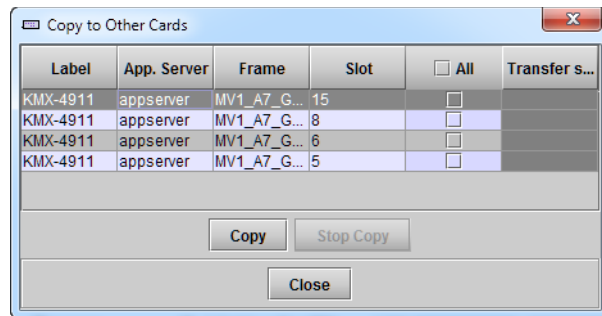 Copy to Other Cards
Label App. Server Frame Slot All Transfer s...
KMX-4911 appserver MV1_A7_G... 15
KMX-4911 appserver MV1_A7_G... 8
KMX-4911 appserver MV1_A7_G... 6
KMX-4911 appserver MV1_A7_G... 5
Copy Stop Copy
Close